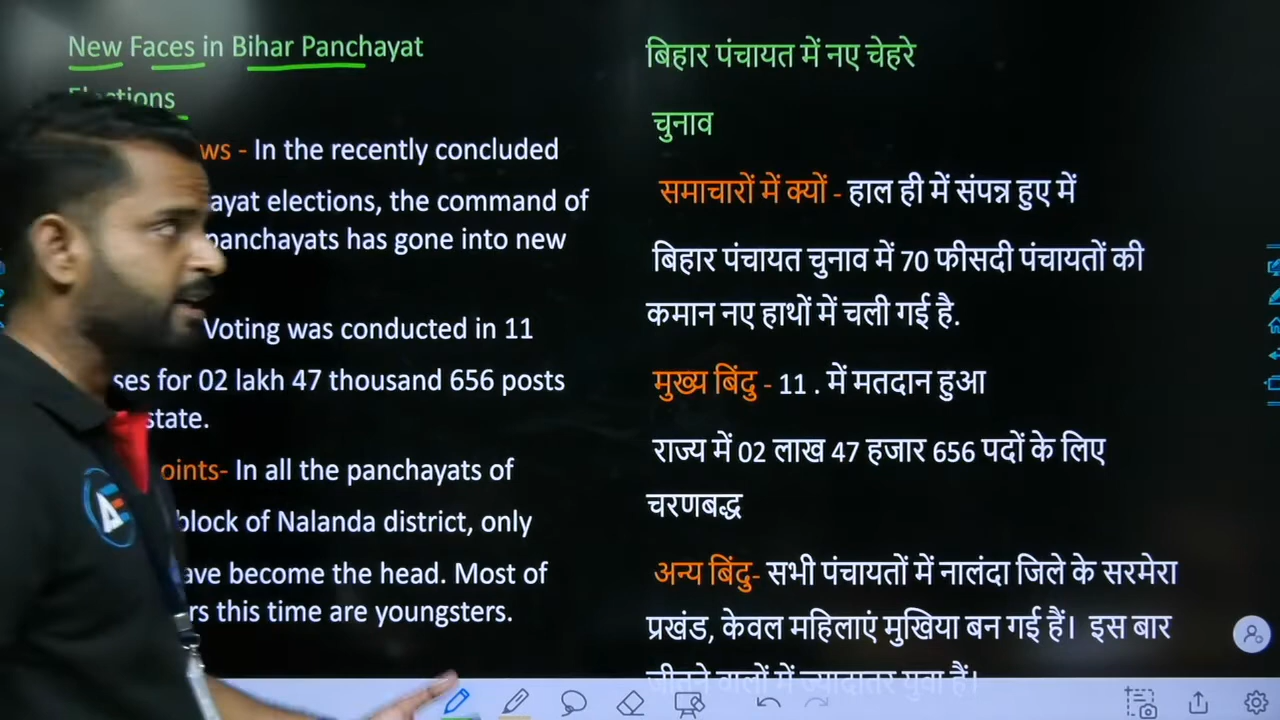 New Faces in Bihar Panchayat
Elections
ws - In the recently concluded
ayat elections, the command of
panchayats has gone into new
Voting was conducted in 11
ses for 02 lakh 47 thousand 656 posts
state.
oints- In all the panchayats of
block of Nalanda district, only
ave become the head. Most of
rs this time are youngsters.
बिहार पंचायत में नए चेहरे
चुनाव
समाचारों में क्यों - हाल ही में संपन्न हुए में
बिहार पंचायत चुनाव में 70 फीसदी पंचायतों की
कमान नए हाथों में चली गई है.
मुख्य बिंदु - 11 . में मतदान हुआ
राज्य में 02 लाख 47 हजार 656 पदों के लिए
चरणबद्ध
अन्य बिंदु- सभी पंचायतों में नालंदा जिले के सरमेरा
प्रखंड, केवल महिलाएं मुखिया बन गई हैं। इस बार
जीतने वालों में ज्यादातर युवा हैं।